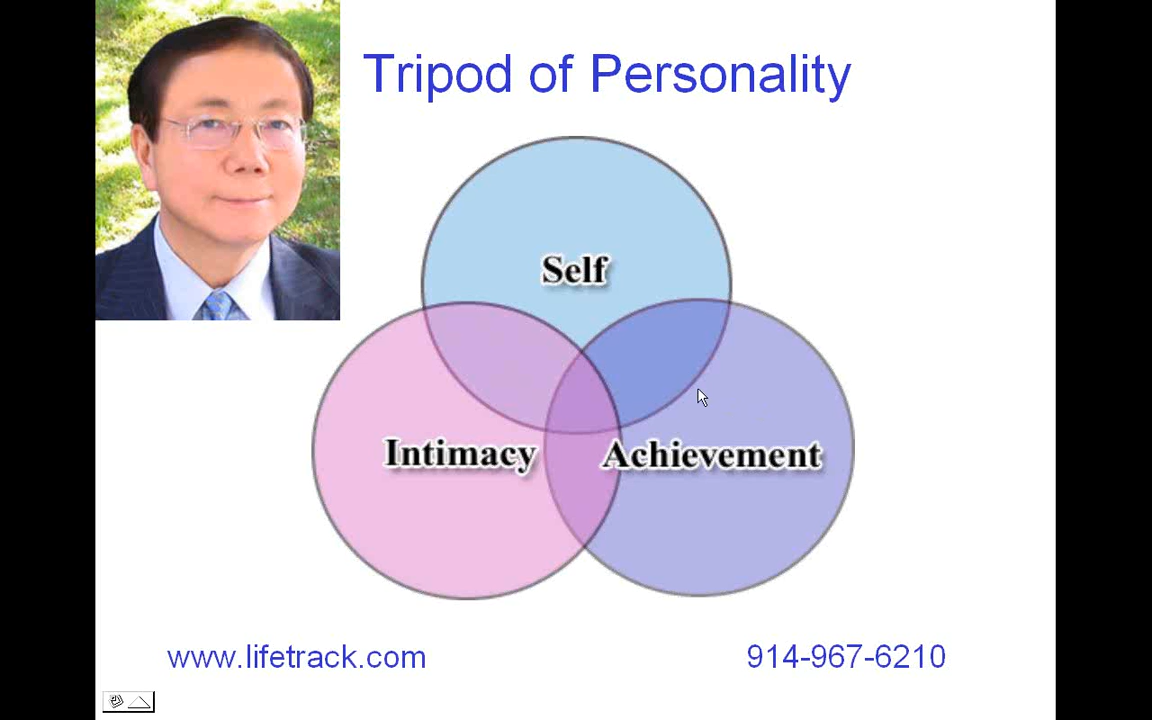 Tripod of Personality
Self
Intimacy
Achievement
www.lifetrack.com
914-967-6210